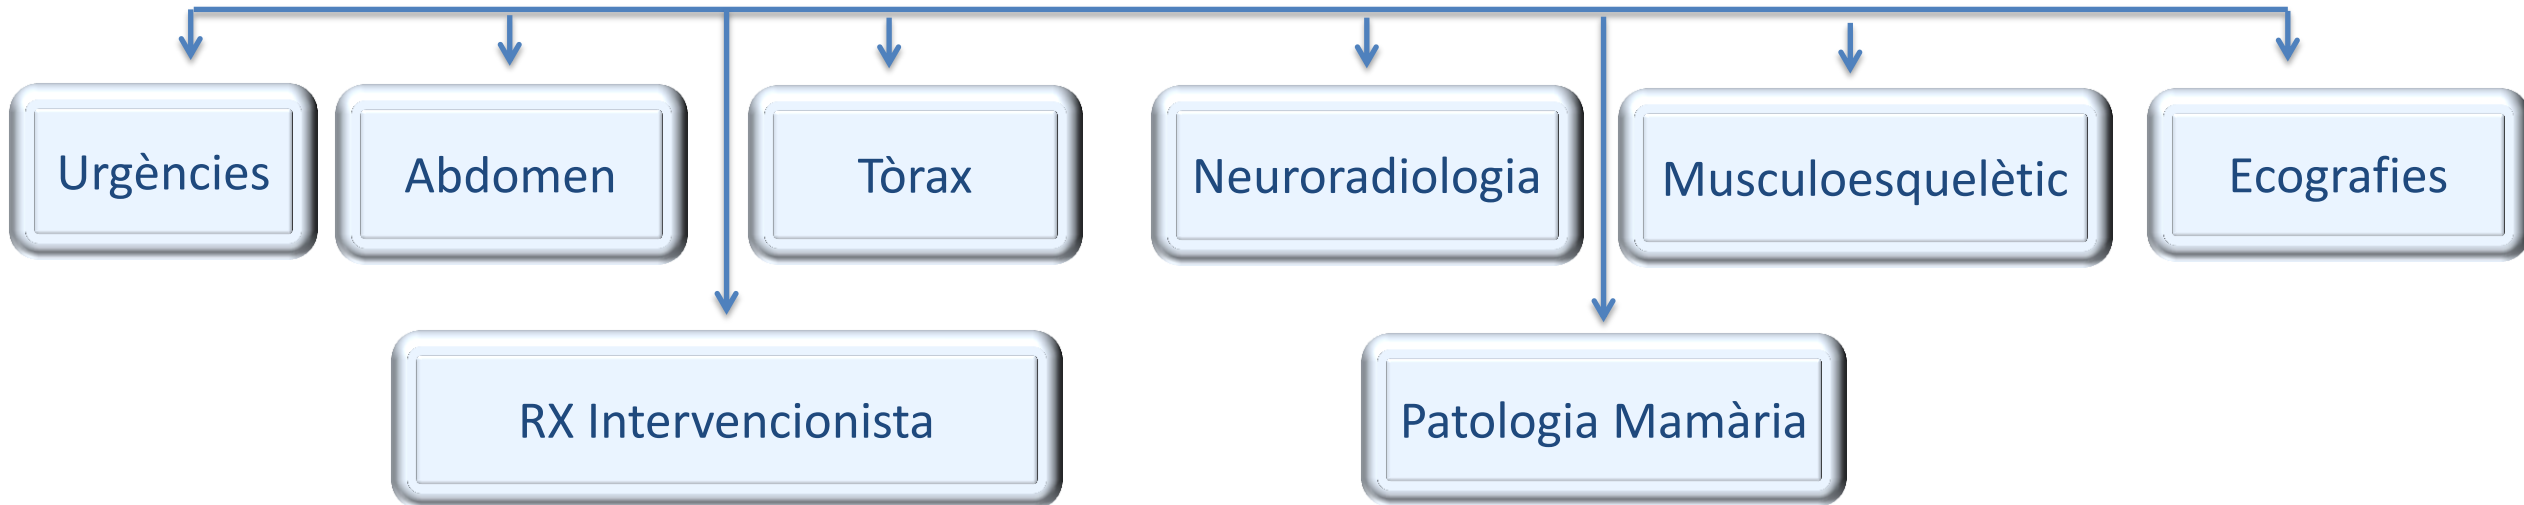 Urgències
Abdomen
Tòrax
Neuroradiologia
Musculoesquelètic
Ecografies
RX Intervencionista
Patologia Mamària